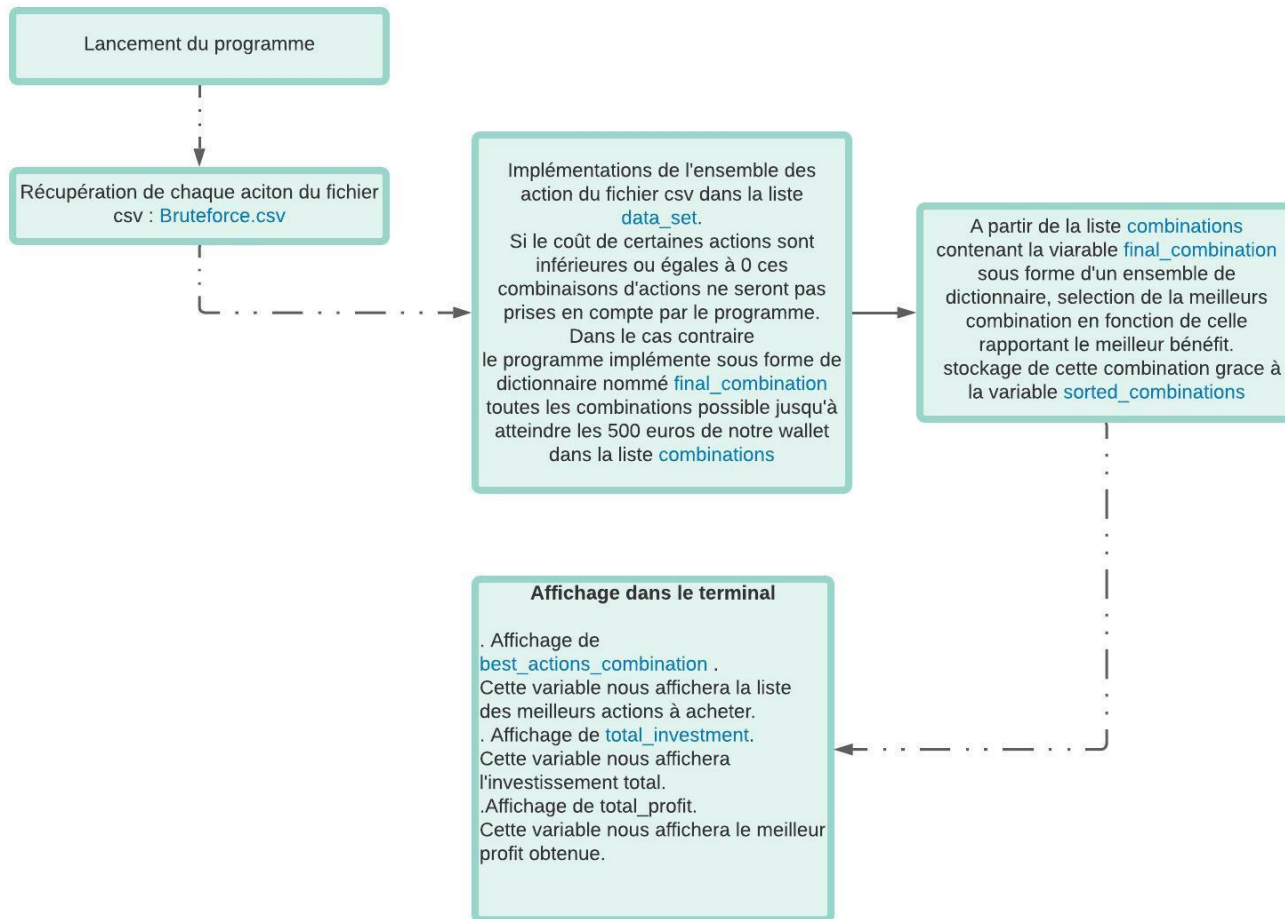 Lancement du programme
Récupération de chaque aciton du fichier
csv : Bruteforce.csv
Implémentations de l'ensemble des
action du fichier csv dans la liste
data_set.
Si le coût de certaines actions sont
inférieures ou égales à 0 ces
combinaisons d'actions ne seront pas
prises en compte par le programme.
Dans le cas contraire
le programme implémente sous forme de
dictionnaire nommé final_combination
toutes les combinations possible jusqu'à
atteindre les 500 euros de notre wallet
dans la liste combinations
A partir de la liste combinations
contenant la viarable final_combination
sous forme d'un ensemble de
dictionnaire, selection de la meilleurs
combination en fonction de celle
rapportant le meilleur bénéfit.
stockage de cette combination grace à
la variable sorted_combinations
Affichage dans le terminal
. Affichage de
best_actions_combination .
Cette variable nous affichera la liste
des meilleurs actions à acheter.
. Affichage de total_investment.
Cette variable nous affichera
l'investissement total.
.Affichage de total_profit.
Cette variable nous affichera le meilleur
profit obtenue.